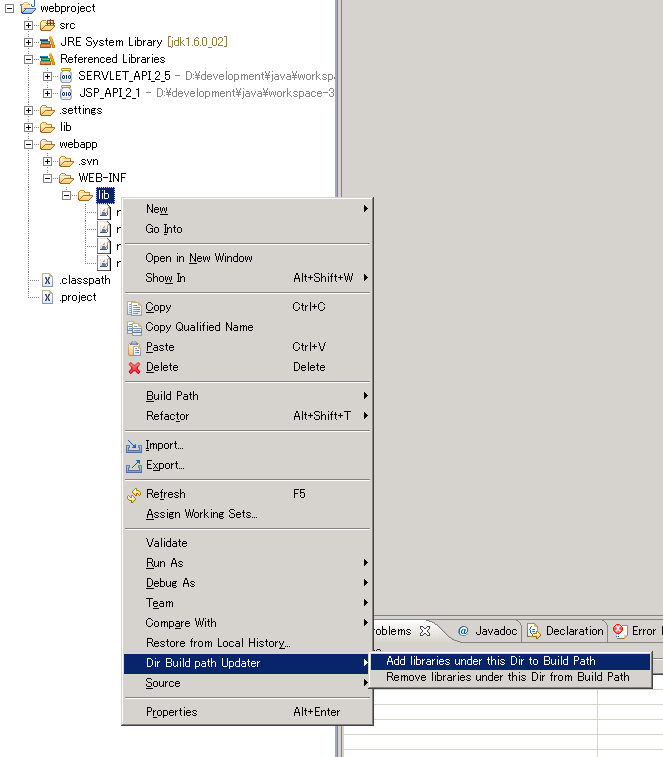 webproject
src
JRE System Library [jdk1.6.0_02]
Referenced Libraries
SERVLET_API_2_5 - D:¥development¥java¥workspa
JSP_API_2_1 - D:¥development¥java¥workspace-3
.settings
lib
webapp
.svn
WEB-INF
lib
.classpath
.project
New
Go Into
Open in New Window
Show In Alt+Shift+W
Copy Ctrl+C
Copy Qualified Name
Paste Ctrl+V
Delete Delete
Build Path
Refactor Alt+Shift+T
Import...
Export...
Refresh F5
Assign Working Sets...
Validate
Run As
Debug As
Team
Compare With
Restore from Local History...
Dir Build path Updater
Source
Properties Alt+Enter
oblems @ Javadoc Declaration Error
Add libraries under this Dir to Build Path
Remove libraries under this Dir from Build Path